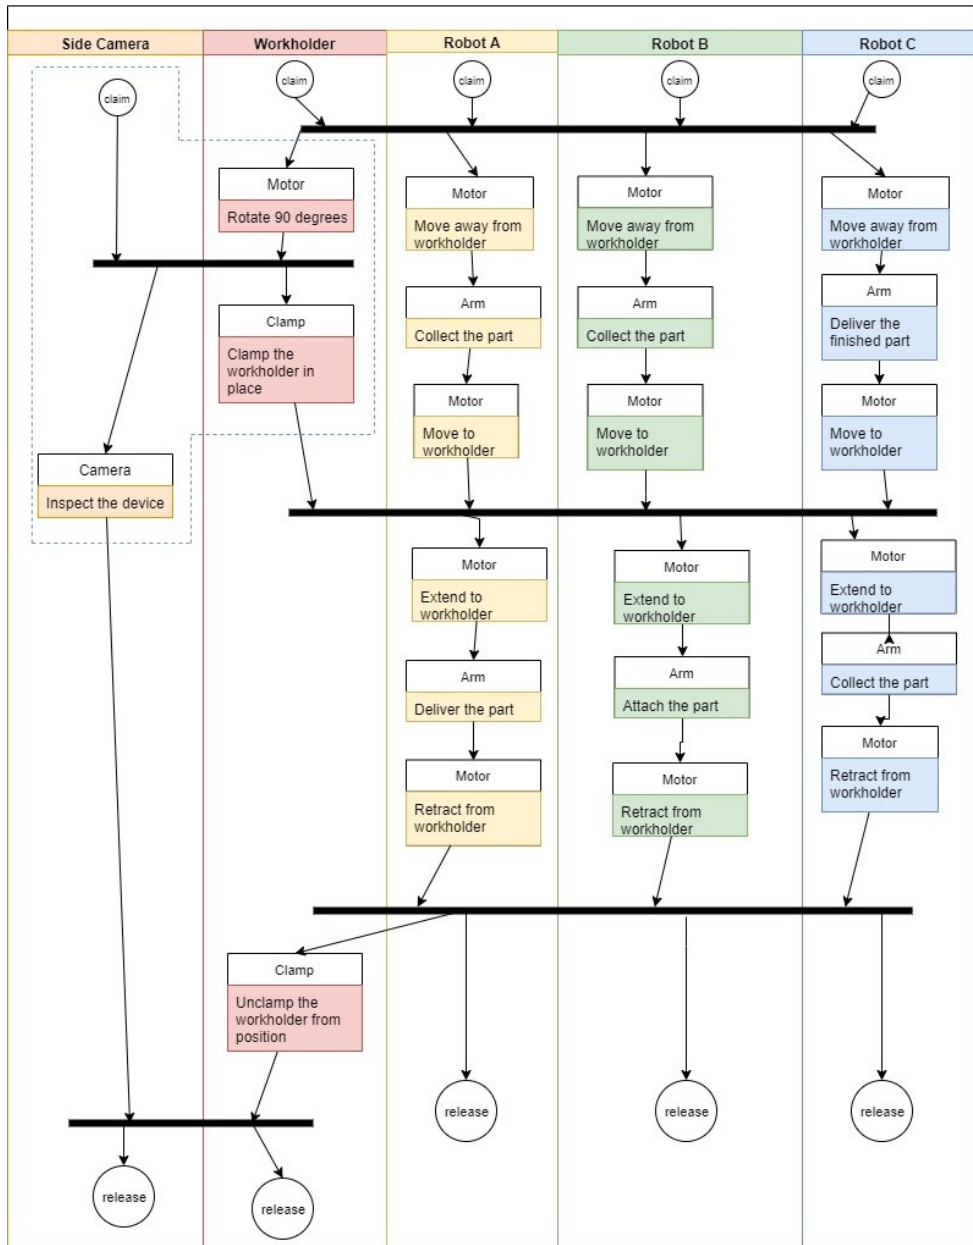 Side Camera
Workholder
Robot A
Robot B
Robot C
claim
claim
claim
claim
claim
Motor
Rotate 90 degrees
Motor
Move away from
workholder
Motor
Move away from
workholder
Motor
Move away from
workholder
Clamp
Clamp the
workholder in
place
Arm
Collect the part
Arm
Collect the part
Arm
Deliver the
finished part
Motor
Move to
workholder
Motor
Move to
workholder
Motor
Move to
workholder
Camera
Inspect the device
Motor
Extend to
workholder
Motor
Extend to
workholder
Motor
Extend to
workholder
Arm
Deliver the part
Arm
Attach the part
Arm
Collect the part
Motor
Retract from
workholder
Motor
Retract from
workholder
Motor
Retract from
workholder
Clamp
Unclamp the
workholder from
position
release
release
release
release
release